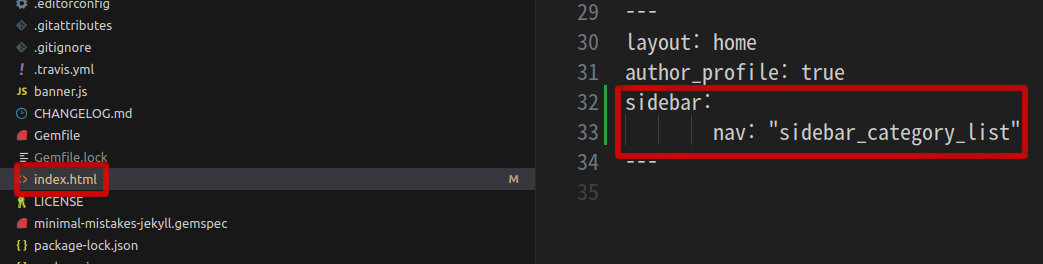 .editorconfig
.gitattributes
.gitignore
! .travis.yml
JS banner.js
CHANGELOG.md
Gemfile
Gemfile.lock
<> index.html M
LICENSE
minimal-mistakes-jekyll.gemspec
{ } package-lock.json
29 ---
30 layout: home
31 author_profile: true
32 sidebar:
33 nav: "sidebar_category_list"
34 ---
35